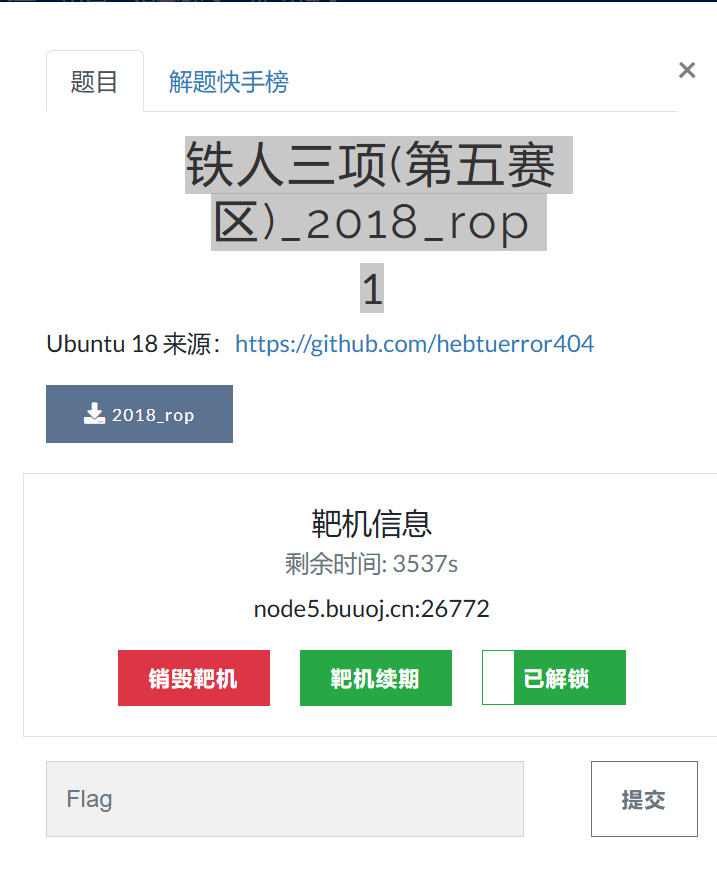 题目 解题快手榜 ×
铁人三项(第五赛
区)_2018_rop
1
Ubuntu 18 来源：https://github.com/hebtuerror404
2018_rop
靶机信息
剩余时间: 3537s
node5.buuoj.cn:26772
销毁靶机 靶机续期 已解锁
Flag 提交